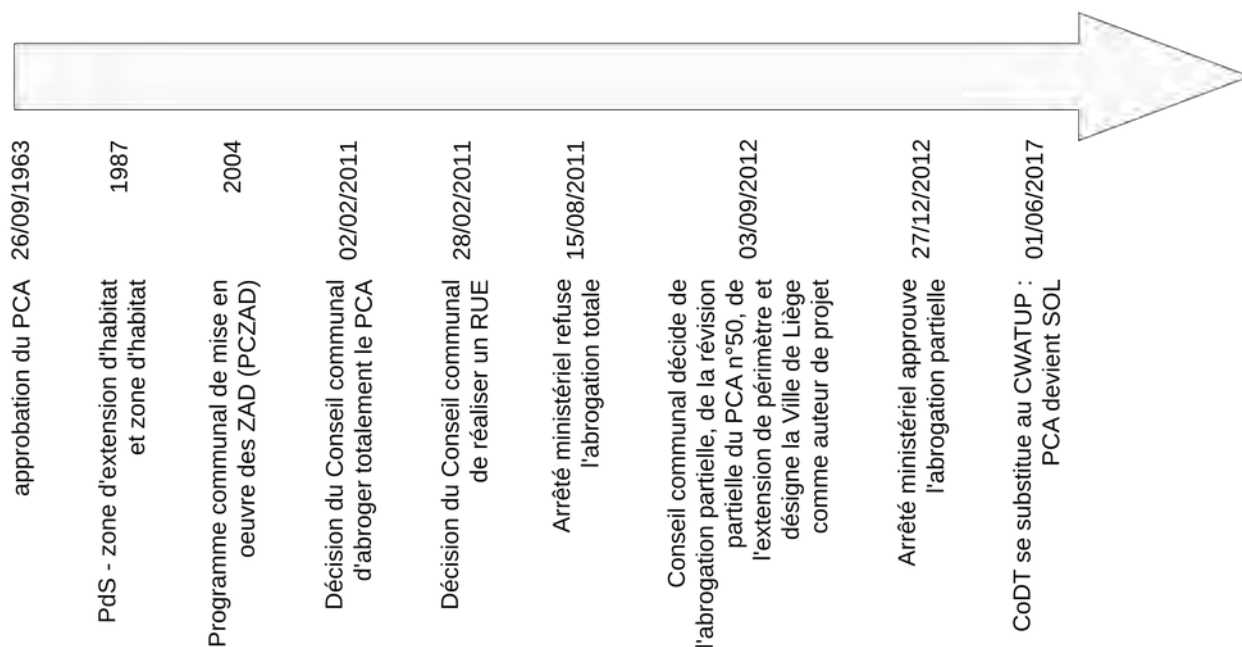 26/09/1963
approbation du PCA
1987
PdS - zone d'extension d'habitat
et zone d'habitat
2004
Programme communal de mise en
oeuvre des ZAD (PCZAD)
02/02/2011
Décision du Conseil communal
d'abroger totalement le PCA
28/02/2011
Décision du Conseil communal
de réaliser un RUE
15/08/2011
Arrêté ministériel refuse
l'abrogation totale
03/09/2012
Conseil communal décide de
l'abrogation partielle, de la révision
partielle du PCA n°50, de
l'extension de périmètre et
désigne la Ville de Liège
comme auteur de projet
27/12/2012
Arrêté ministériel approuve
l'abrogation partielle
01/06/2017
CoDT se substitue au CWATUP :
PCA devient SOL